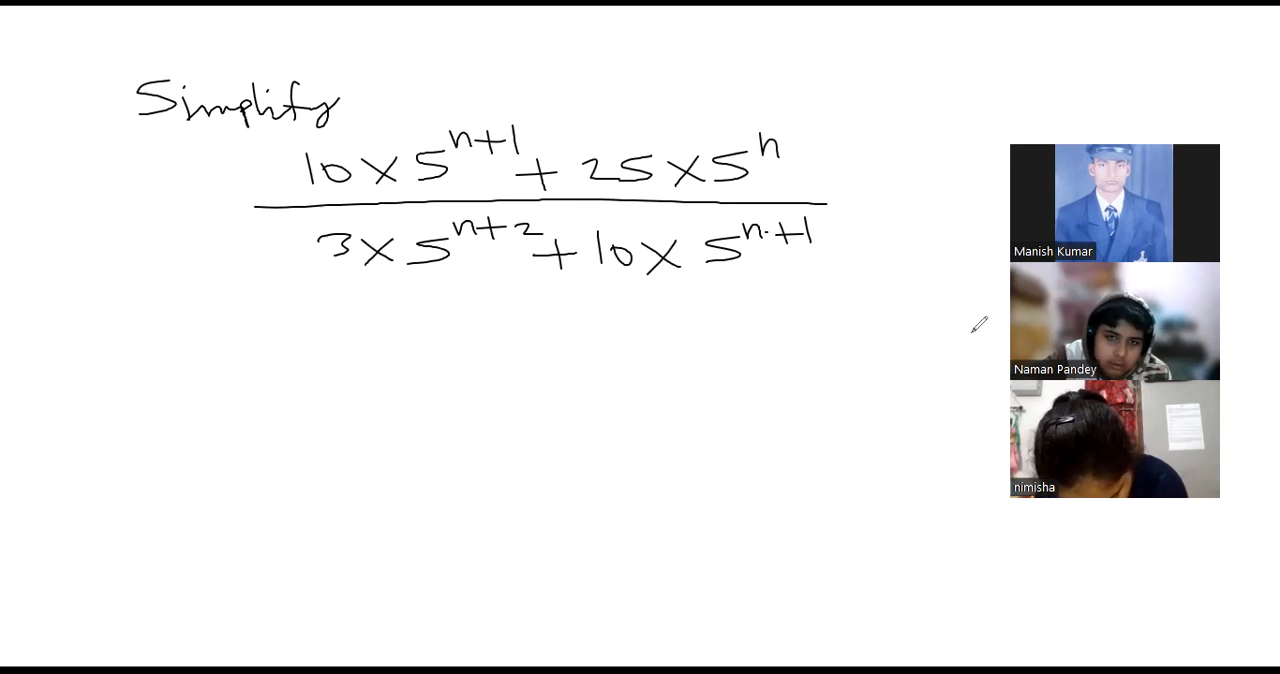 Simplify
10 × 5^{n+1} + 25 × 5^{n}
3 × 5^{n+2} + 10 × 5^{n+1}
Manish Kumar
Naman Pandey
nimisha